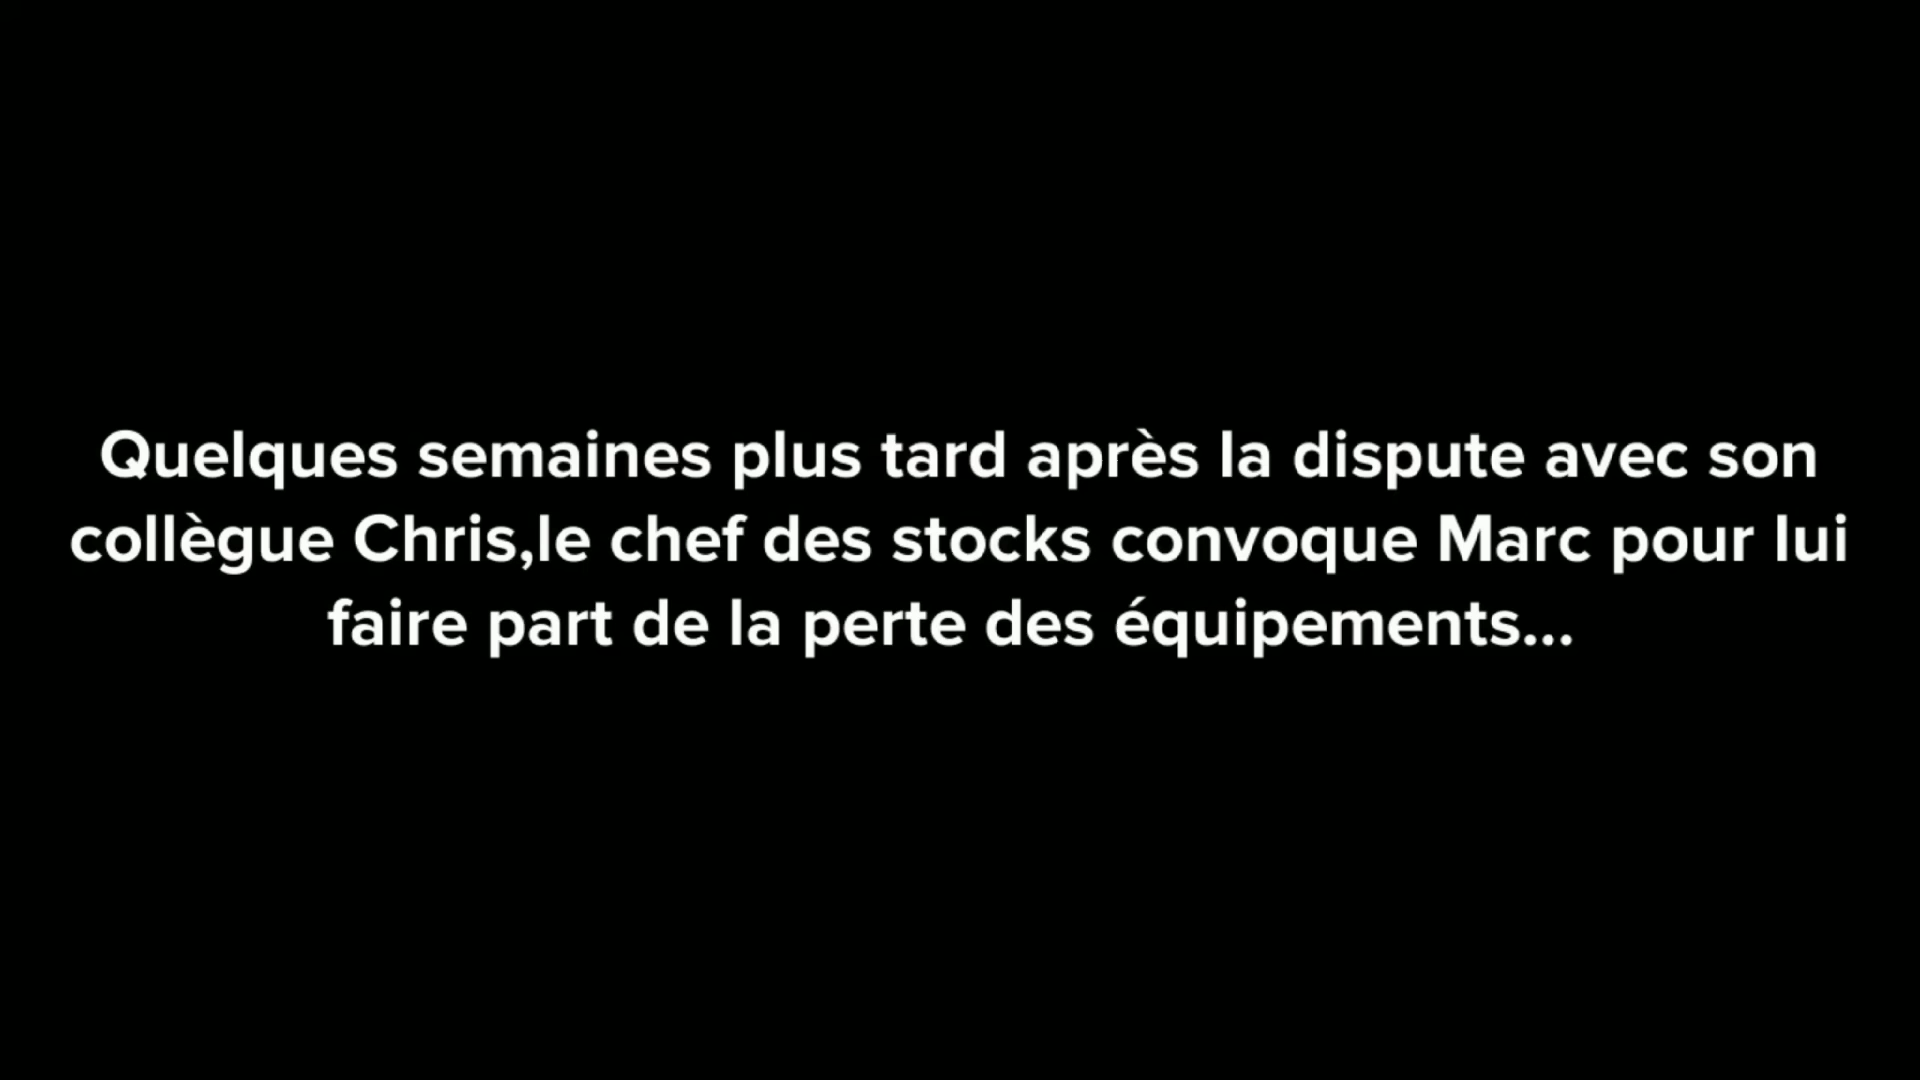 Quelques semaines plus tard après la dispute avec son
collègue Chris,le chef des stocks convoque Marc pour lui
faire part de la perte des équipements...